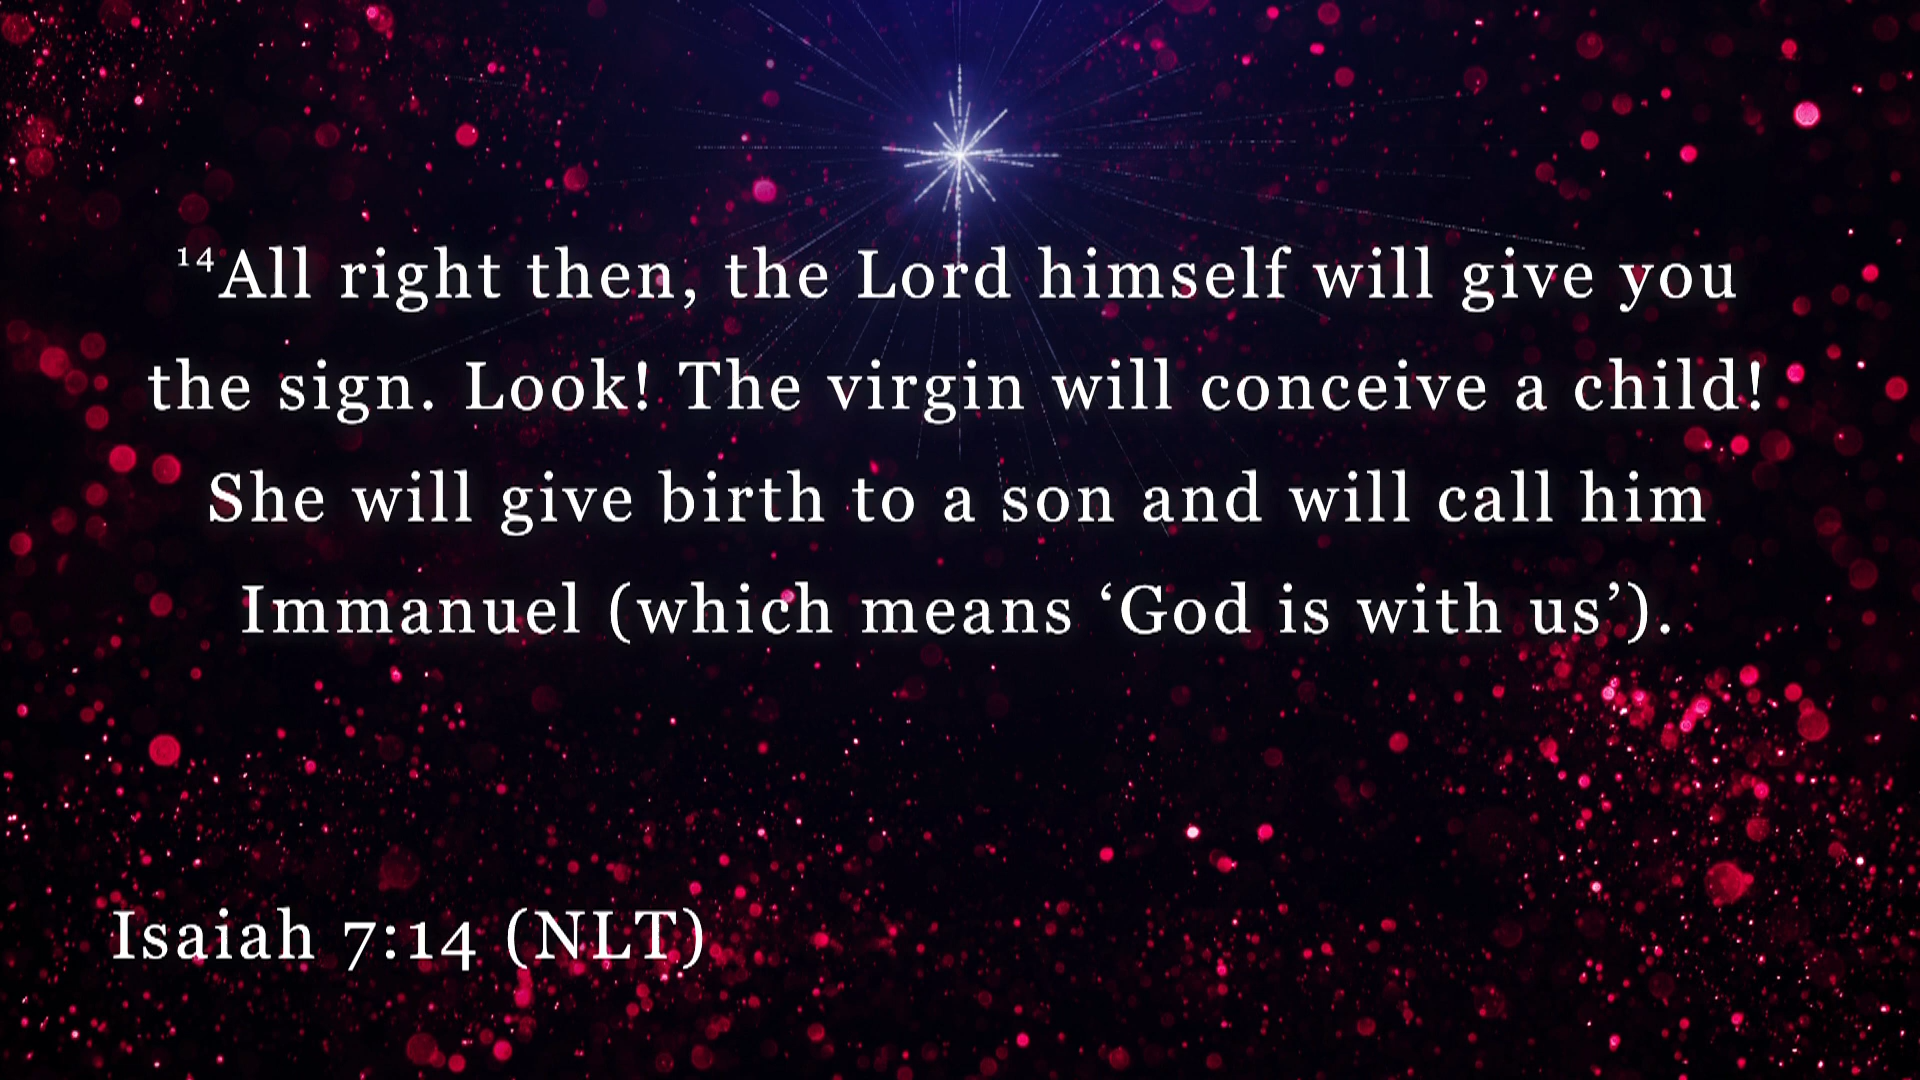 ¹⁴All right then, the Lord himself will give you
the sign. Look! The virgin will conceive a child!
She will give birth to a son and will call him
Immanuel (which means ‘God is with us’).
Isaiah 7:14 (NLT)